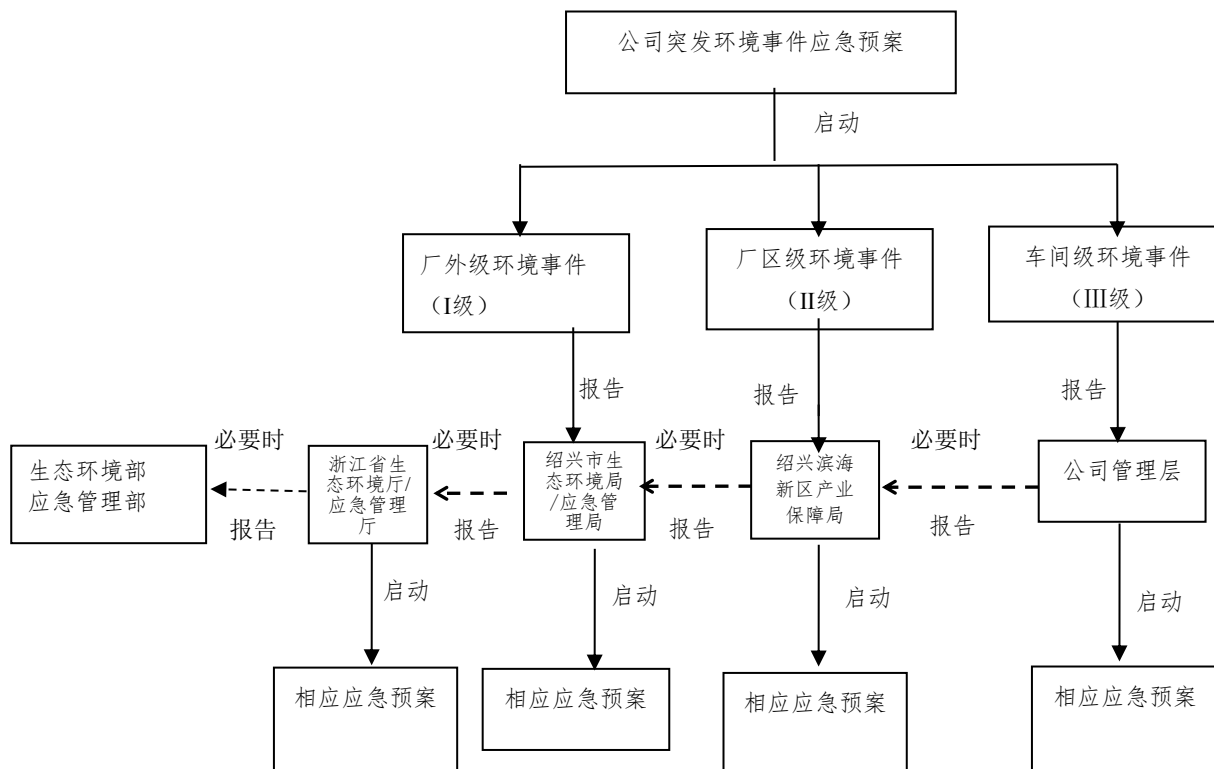 公司突发环境事件应急预案
启动
厂外级环境事件
（I级）
厂区级环境事件
（II级）
车间级环境事件
（Ⅲ级）
报告
报告
报告
必要时
必要时
必要时
必要时
生态环境部
应急管理部
浙江省生
态环境厅/
应急管理
厅
绍兴市生
态环境局
/应急管
理局
绍兴滨海
新区产业
保障局
公司管理层
报告
报告
报告
报告
启动
启动
启动
启动
相应应急预案
相应应急预案
相应应急预案
相应应急预案